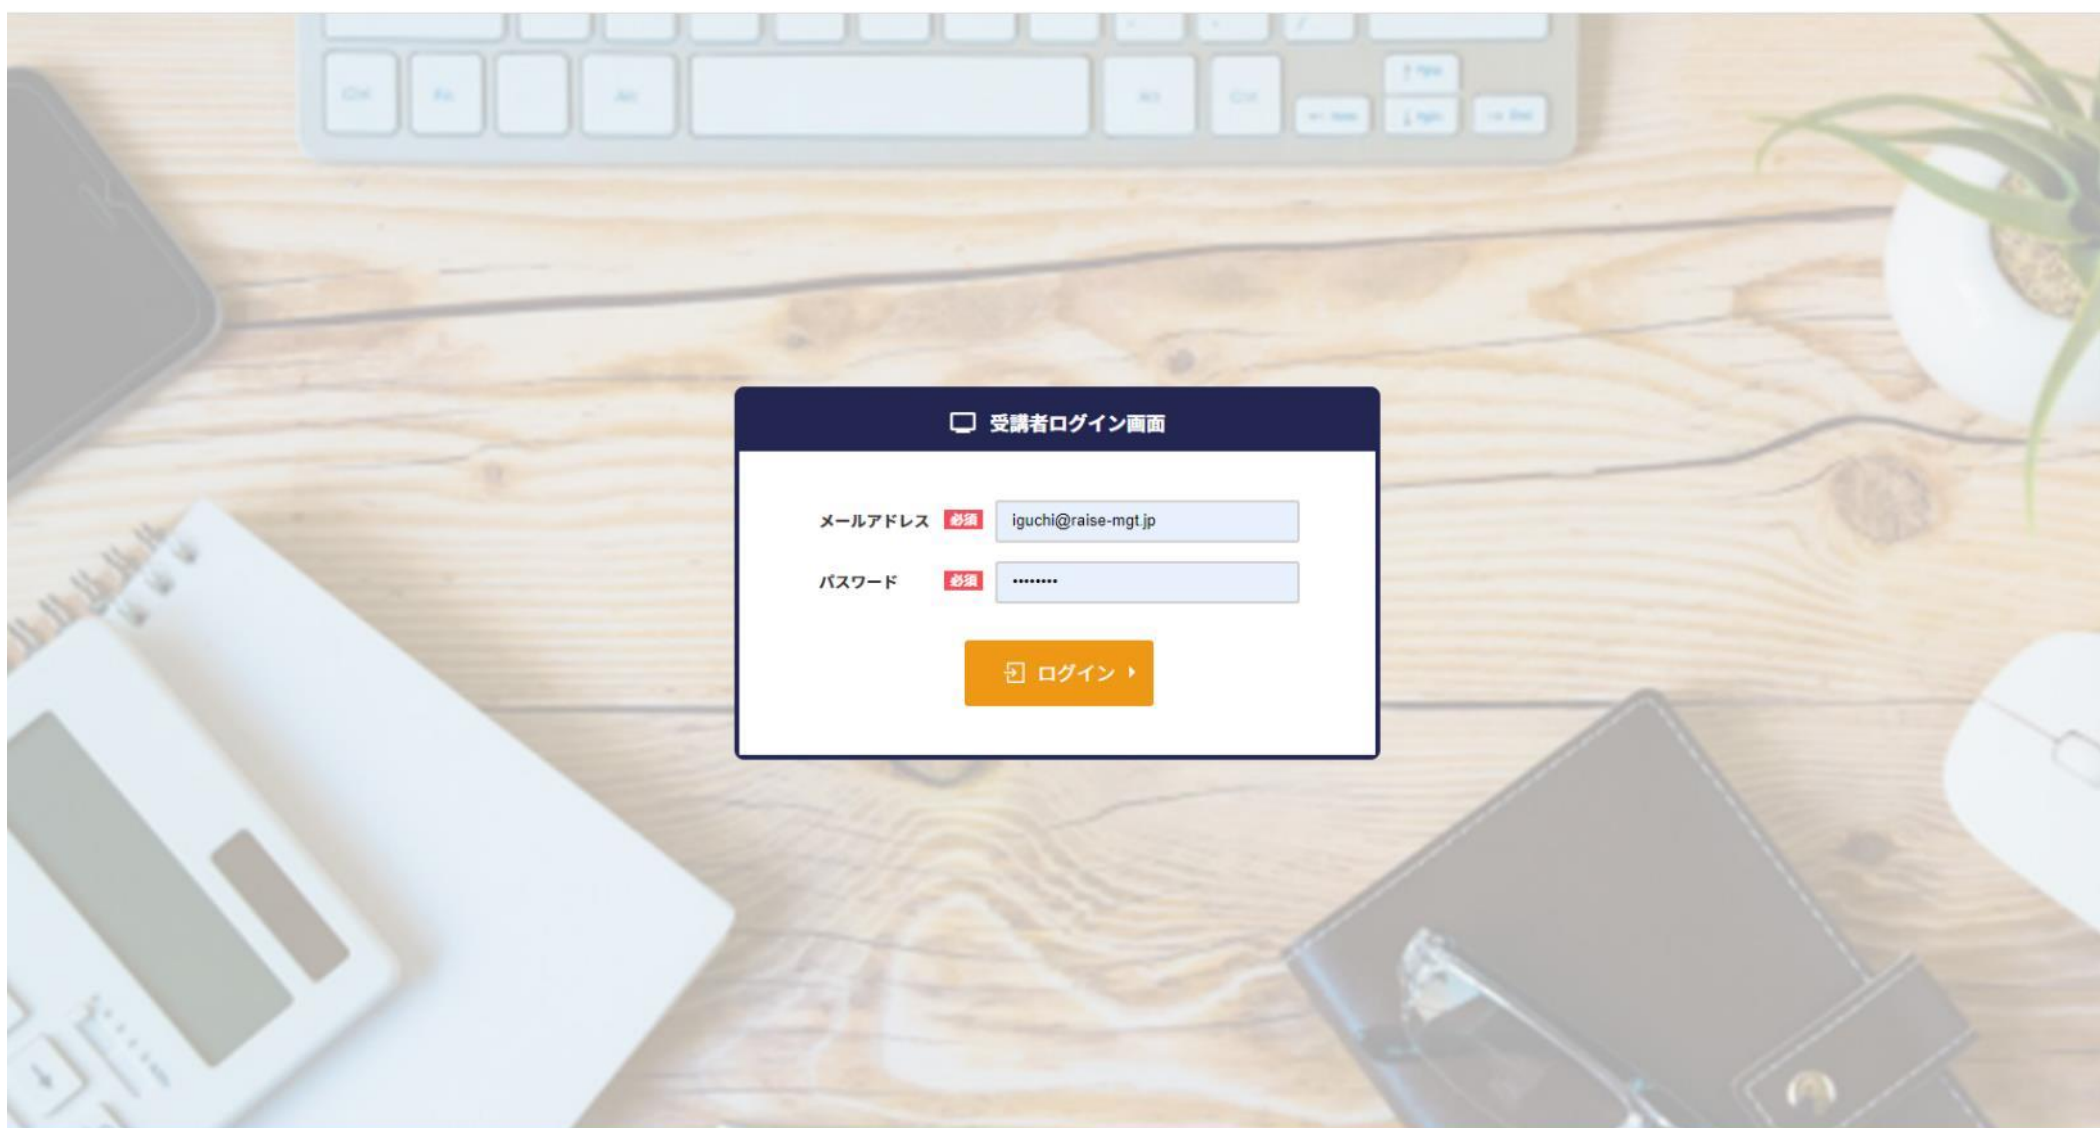 受講者ログイン画面
メールアドレス 必須 iguchi@raise-mgt.jp
パスワード 必須 ••••••••
ログイン